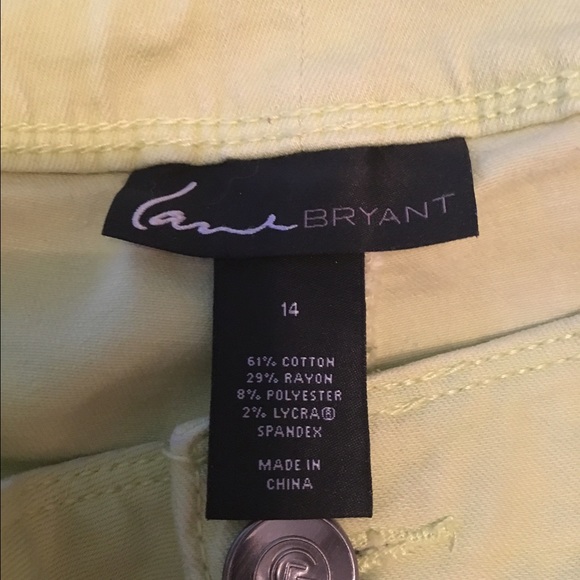 Lane BRYANT
14
61% COTTON
29% RAYON
8% POLYESTER
2% LYCRA®
SPANDEX
MADE IN
CHINA